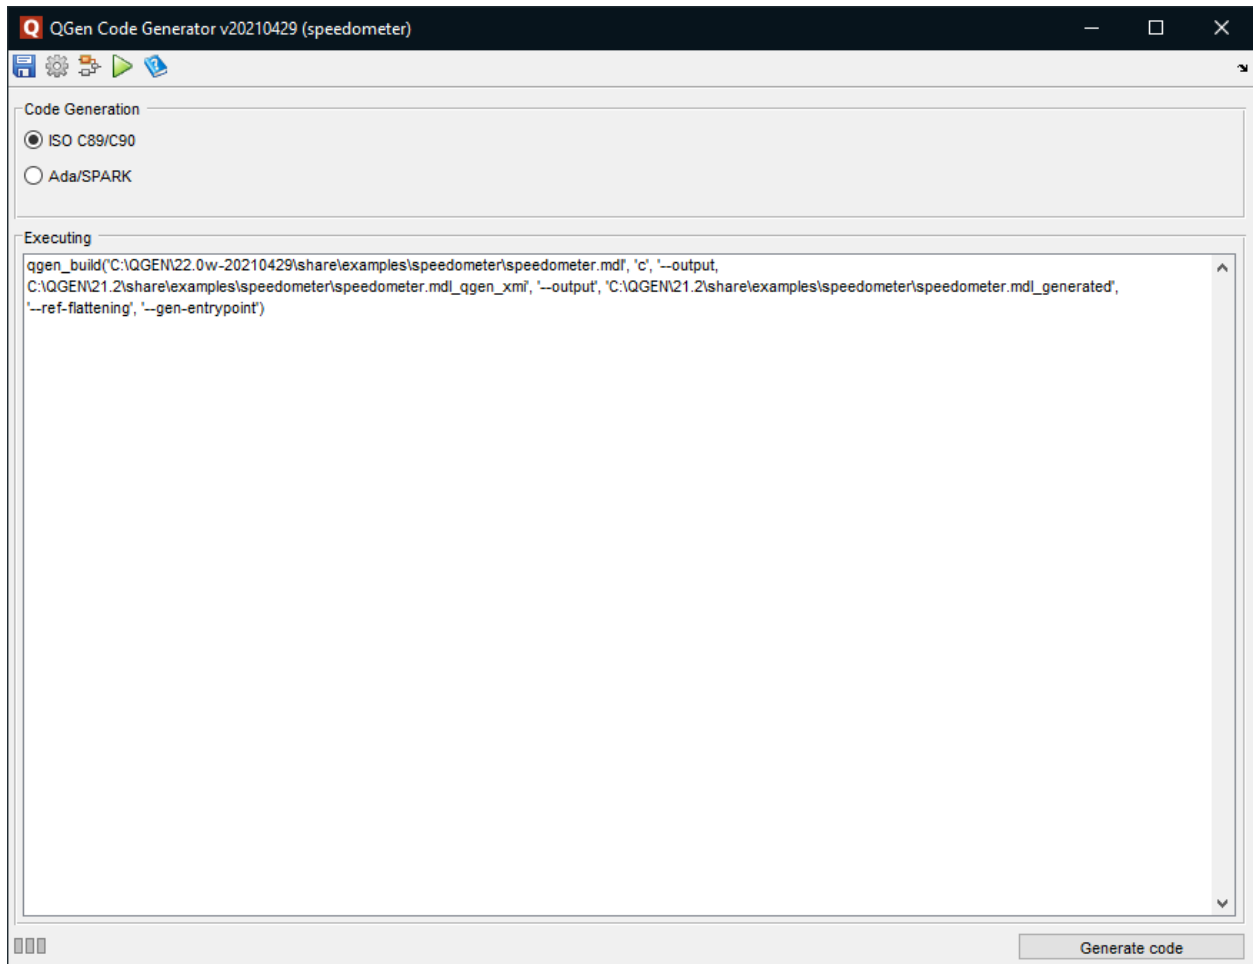 Q QGen Code Generator v20210429 (speedometer)
Code Generation
ISO C89/C90
Ada/SPARK
Executing
qgen_build('C:\QGEN\22.0w-20210429\share\examples\speedometer\speedometer.mdl', 'c', '--output,
C:\QGEN\21.2\share\examples\speedometer\speedometer.mdl_qgen_xmi', '--output', 'C:\QGEN\21.2\share\examples\speedometer\speedometer.mdl_generated',
'--ref-flattening', '--gen-entrypoint')
Generate code